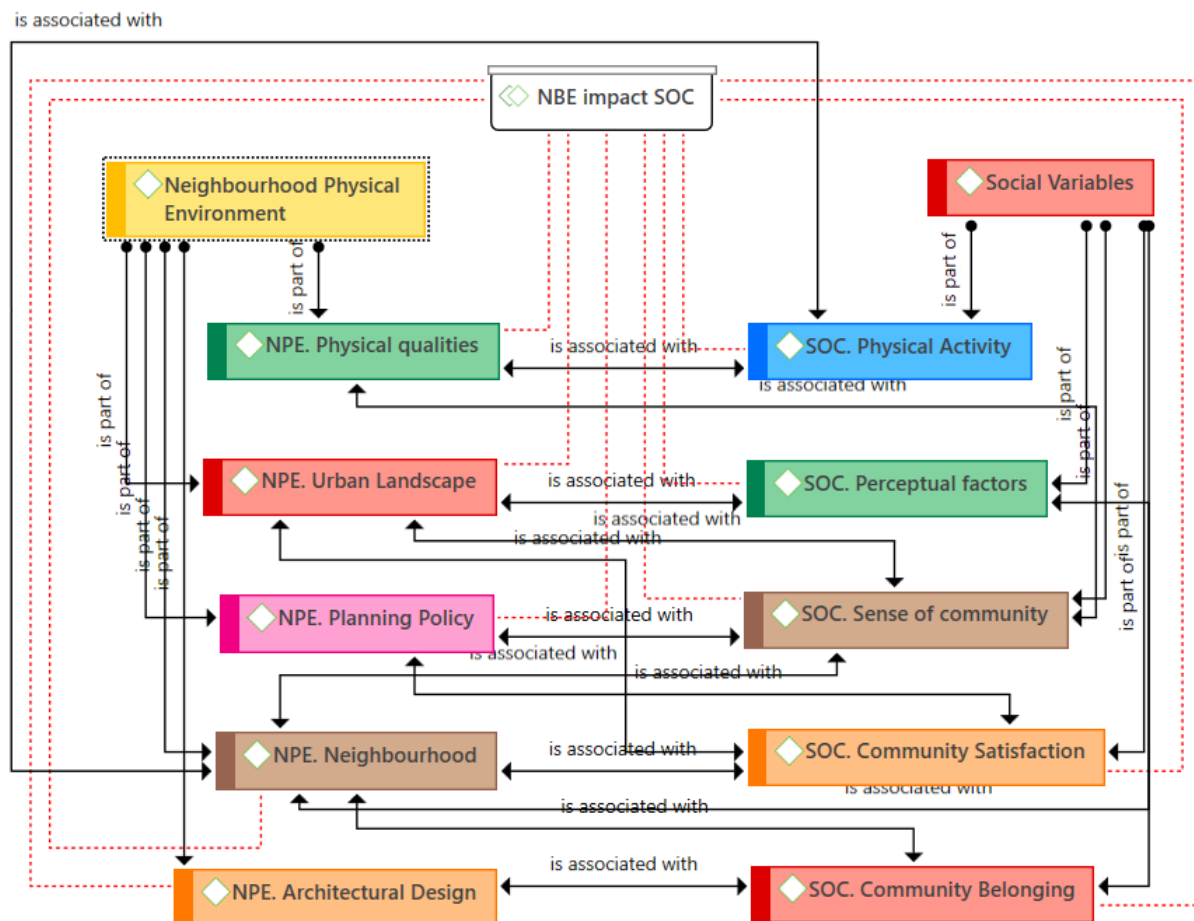 is associated with
NBE impact SOC
Neighbourhood Physical
Environment
Social Variables
is part of
is part of
NPE. Physical qualities
is associated with
SOC. Physical Activity
is associated with
is part of
is part of
is part of
is part of
NPE. Urban Landscape
is associated with
SOC. Perceptual factors
is associated with
is associated with
is part of
is part of
is part of
is part of
NPE. Planning Policy
is associated with
SOC. Sense of community
is associated with
is associated with
NPE. Neighbourhood
is associated with
SOC. Community Satisfaction
is associated with
is associated with
NPE. Architectural Design
is associated with
SOC. Community Belonging